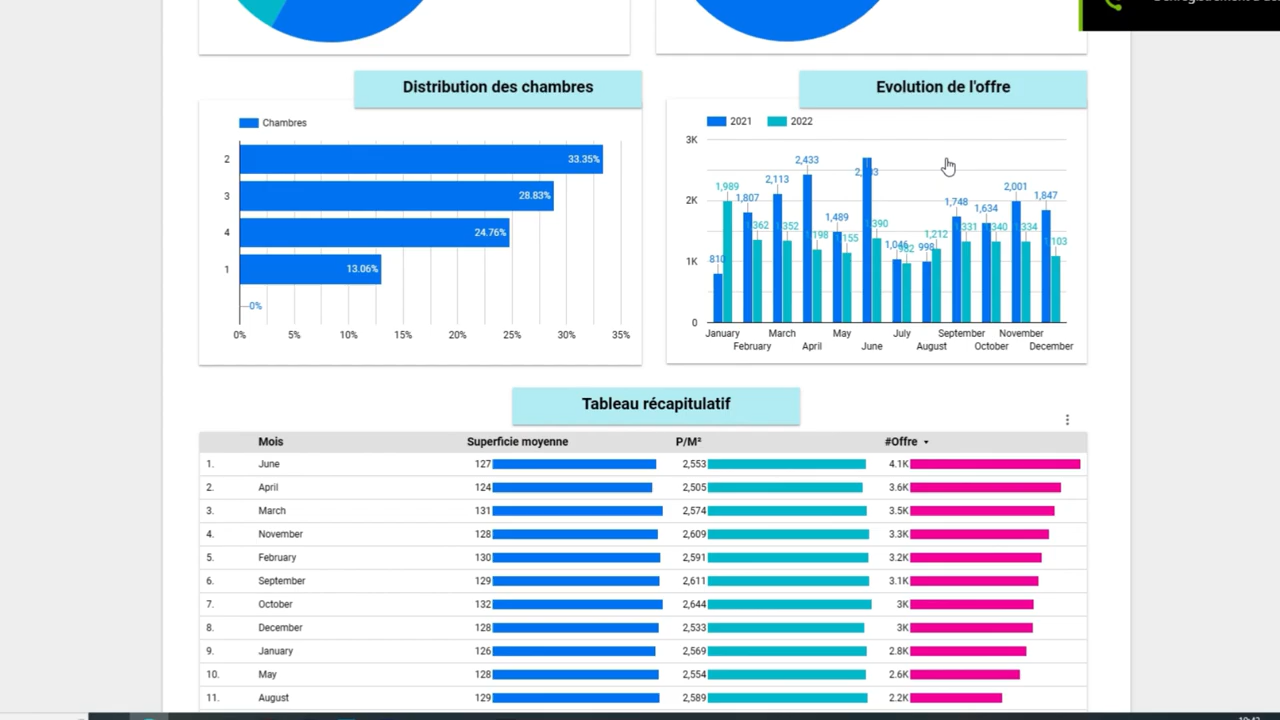 Distribution des chambres
Evolution de l'offre
Chambres
2
33.35%
3
28.83%
4
24.76%
1
13.06%
0%
0% 5% 10% 15% 20% 25% 30% 35%
2021 2022
3K
2K
1K
0
810 1,989
1,807 1,362
2,113 1,352
2,433 1,198
1,489 1,155
1,390
1,046
998 1,212
1,748 1,331
1,634 1,340
2,001 1,334
1,847 1,103
January March May July September November
February April June August October December
Tableau récapitulatif
Mois Superficie moyenne P/M² #Offre
1. June 127 2,553 4.1K
2. April 124 2,505 3.6K
3. March 131 2,574 3.5K
4. November 128 2,609 3.3K
5. February 130 2,591 3.2K
6. September 129 2,611 3.1K
7. October 132 2,644 3K
8. December 128 2,533 3K
9. January 126 2,569 2.8K
10. May 128 2,554 2.6K
11. August 129 2,589 2.2K